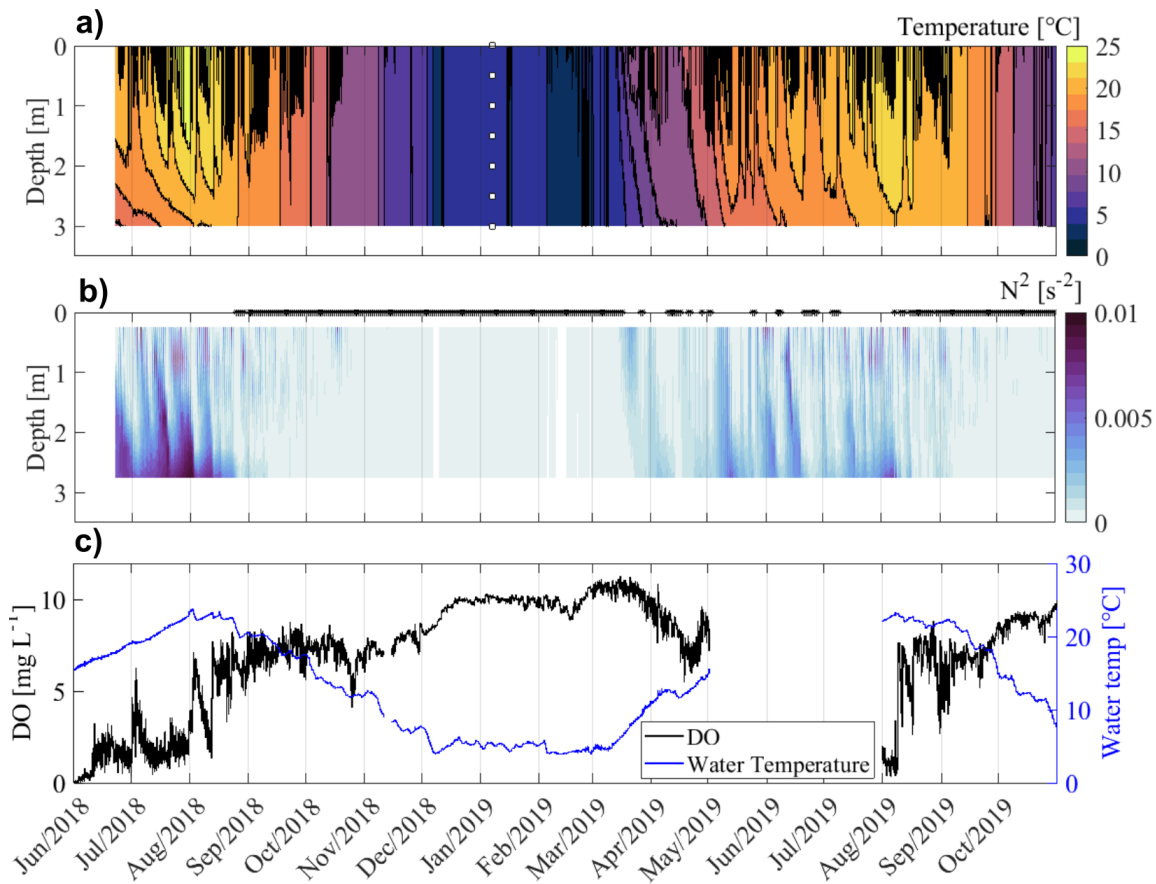 a)
Temperature [°C]
0
1
2
3
Depth [m]
25
20
15
10
5
0
b)
N² [s⁻²]
0
1
2
3
Depth [m]
0.01
0.005
0
c)
10
5
0
DO [mg L⁻¹]
30
20
10
0
Water temp [°C]
DO
Water Temperature
Jun/2018
Jul/2018
Aug/2018
Sep/2018
Oct/2018
Nov/2018
Dec/2018
Jan/2019
Feb/2019
Mar/2019
Apr/2019
May/2019
Jun/2019
Jul/2019
Aug/2019
Sep/2019
Oct/2019